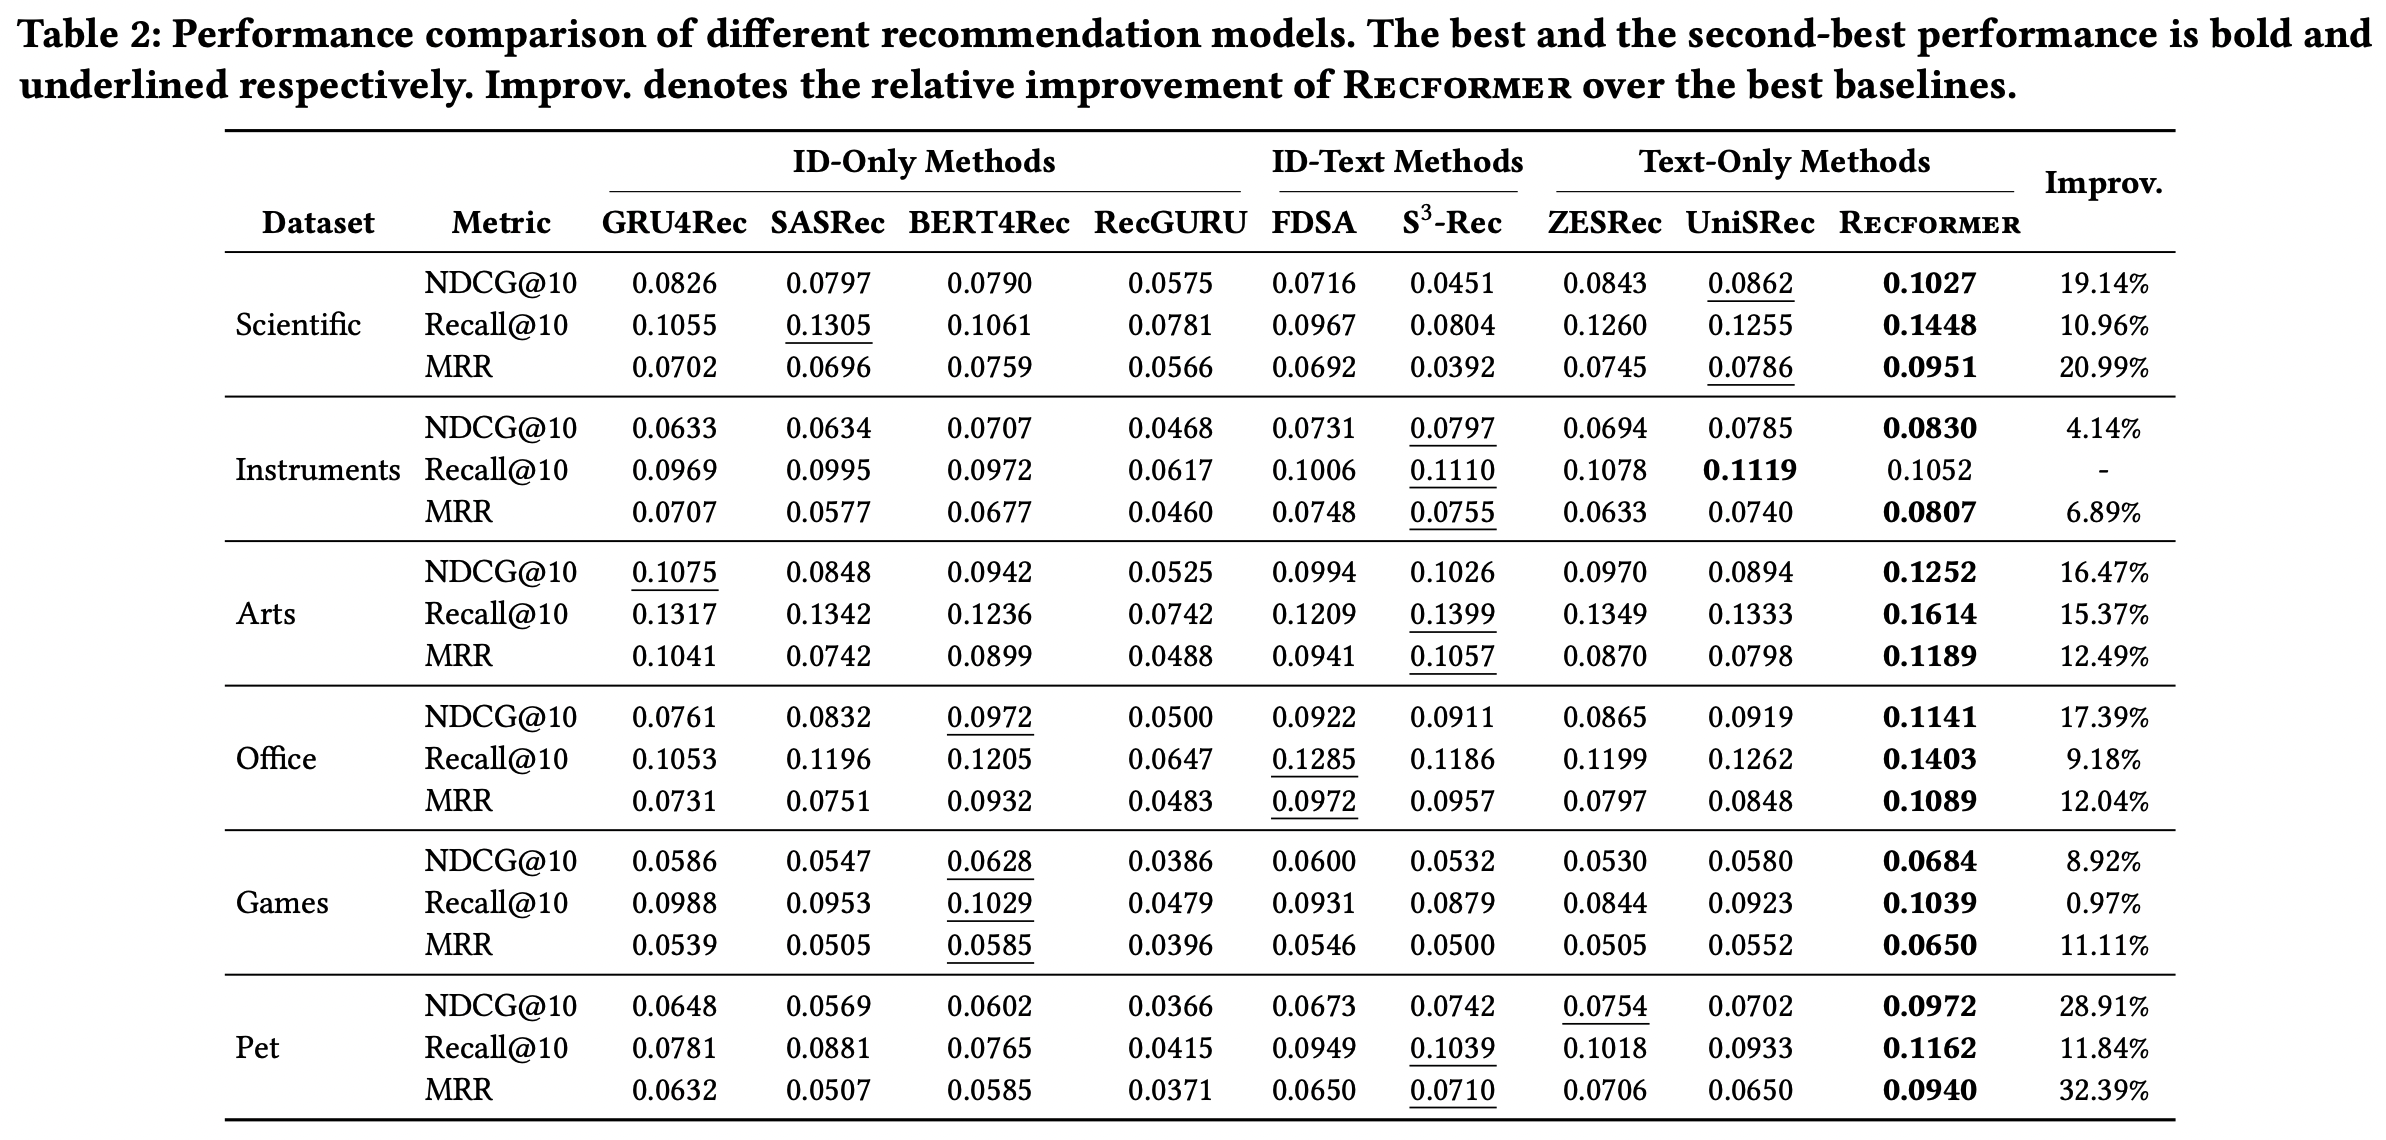 Table 2: Performance comparison of different recommendation models. The best and the second-best performance is bold and
underlined respectively. Improv. denotes the relative improvement of RECFORMER over the best baselines.
ID-Only Methods ID-Text Methods Text-Only Methods Improv.
Dataset Metric GRU4Rec SASRec BERT4Rec RecGURU FDSA S³-Rec ZESRec UniSRec RECFORMER
NDCG@10 0.0826 0.0797 0.0790 0.0575 0.0716 0.0451 0.0843 0.0862 0.1027 19.14%
Scientific Recall@10 0.1055 0.1305 0.1061 0.0781 0.0967 0.0804 0.1260 0.1255 0.1448 10.96%
MRR 0.0702 0.0696 0.0759 0.0566 0.0692 0.0392 0.0745 0.0786 0.0951 20.99%
NDCG@10 0.0633 0.0634 0.0707 0.0468 0.0731 0.0797 0.0694 0.0785 0.0830 4.14%
Instruments Recall@10 0.0969 0.0995 0.0972 0.0617 0.1006 0.1110 0.1078 0.1119 0.1052 -
MRR 0.0707 0.0577 0.0677 0.0460 0.0748 0.0755 0.0633 0.0740 0.0807 6.89%
NDCG@10 0.1075 0.0848 0.0942 0.0525 0.0994 0.1026 0.0970 0.0894 0.1252 16.47%
Arts Recall@10 0.1317 0.1342 0.1236 0.0742 0.1209 0.1399 0.1349 0.1333 0.1614 15.37%
MRR 0.1041 0.0742 0.0899 0.0488 0.0941 0.1057 0.0870 0.0798 0.1189 12.49%
NDCG@10 0.0761 0.0832 0.0972 0.0500 0.0922 0.0911 0.0865 0.0919 0.1141 17.39%
Office Recall@10 0.1053 0.1196 0.1205 0.0647 0.1285 0.1186 0.1199 0.1262 0.1403 9.18%
MRR 0.0731 0.0751 0.0932 0.0483 0.0972 0.0957 0.0797 0.0848 0.1089 12.04%
NDCG@10 0.0586 0.0547 0.0628 0.0386 0.0600 0.0532 0.0530 0.0580 0.0684 8.92%
Games Recall@10 0.0988 0.0953 0.1029 0.0479 0.0931 0.0879 0.0844 0.0923 0.1039 0.97%
MRR 0.0539 0.0505 0.0585 0.0396 0.0546 0.0500 0.0505 0.0552 0.0650 11.11%
NDCG@10 0.0648 0.0569 0.0602 0.0366 0.0673 0.0742 0.0754 0.0702 0.0972 28.91%
Pet Recall@10 0.0781 0.0881 0.0765 0.0415 0.0949 0.1039 0.1018 0.0933 0.1162 11.84%
MRR 0.0632 0.0507 0.0585 0.0371 0.0650 0.0710 0.0706 0.0650 0.0940 32.39%